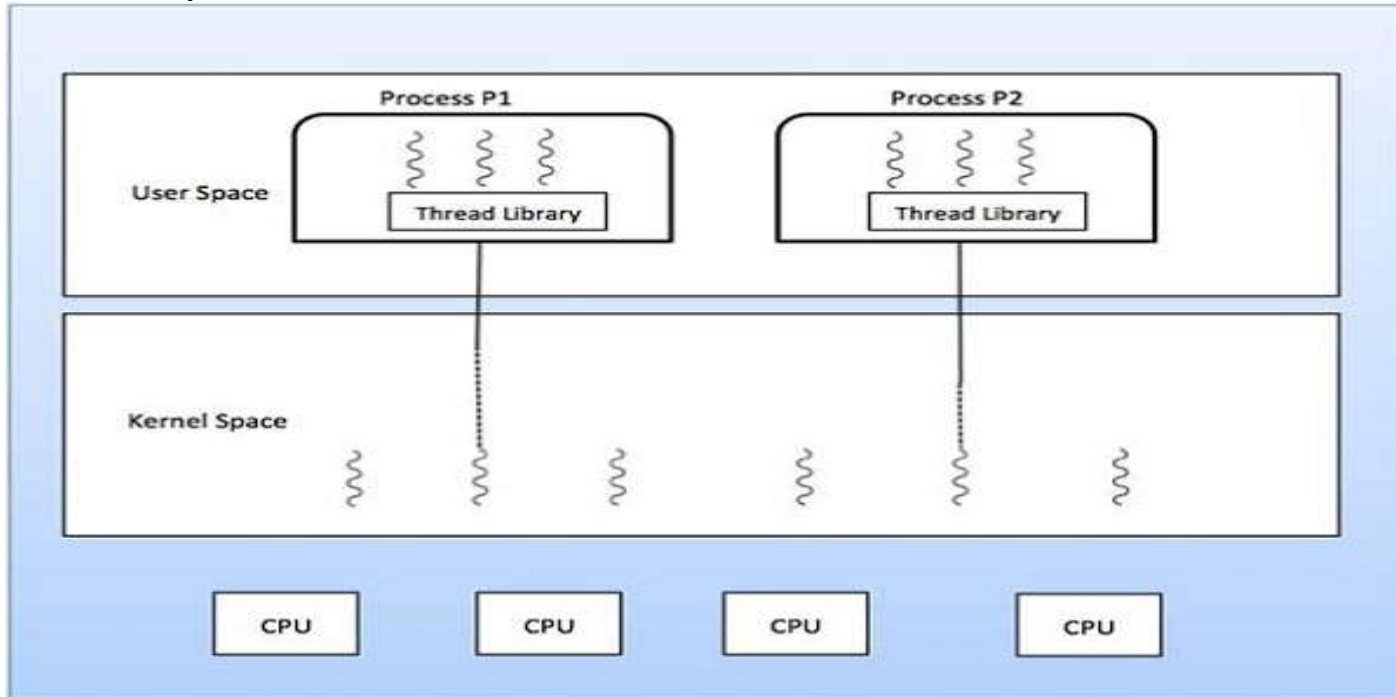 Process P1
Process P2
User Space
Thread Library
Thread Library
Kernel Space
CPU
CPU
CPU
CPU